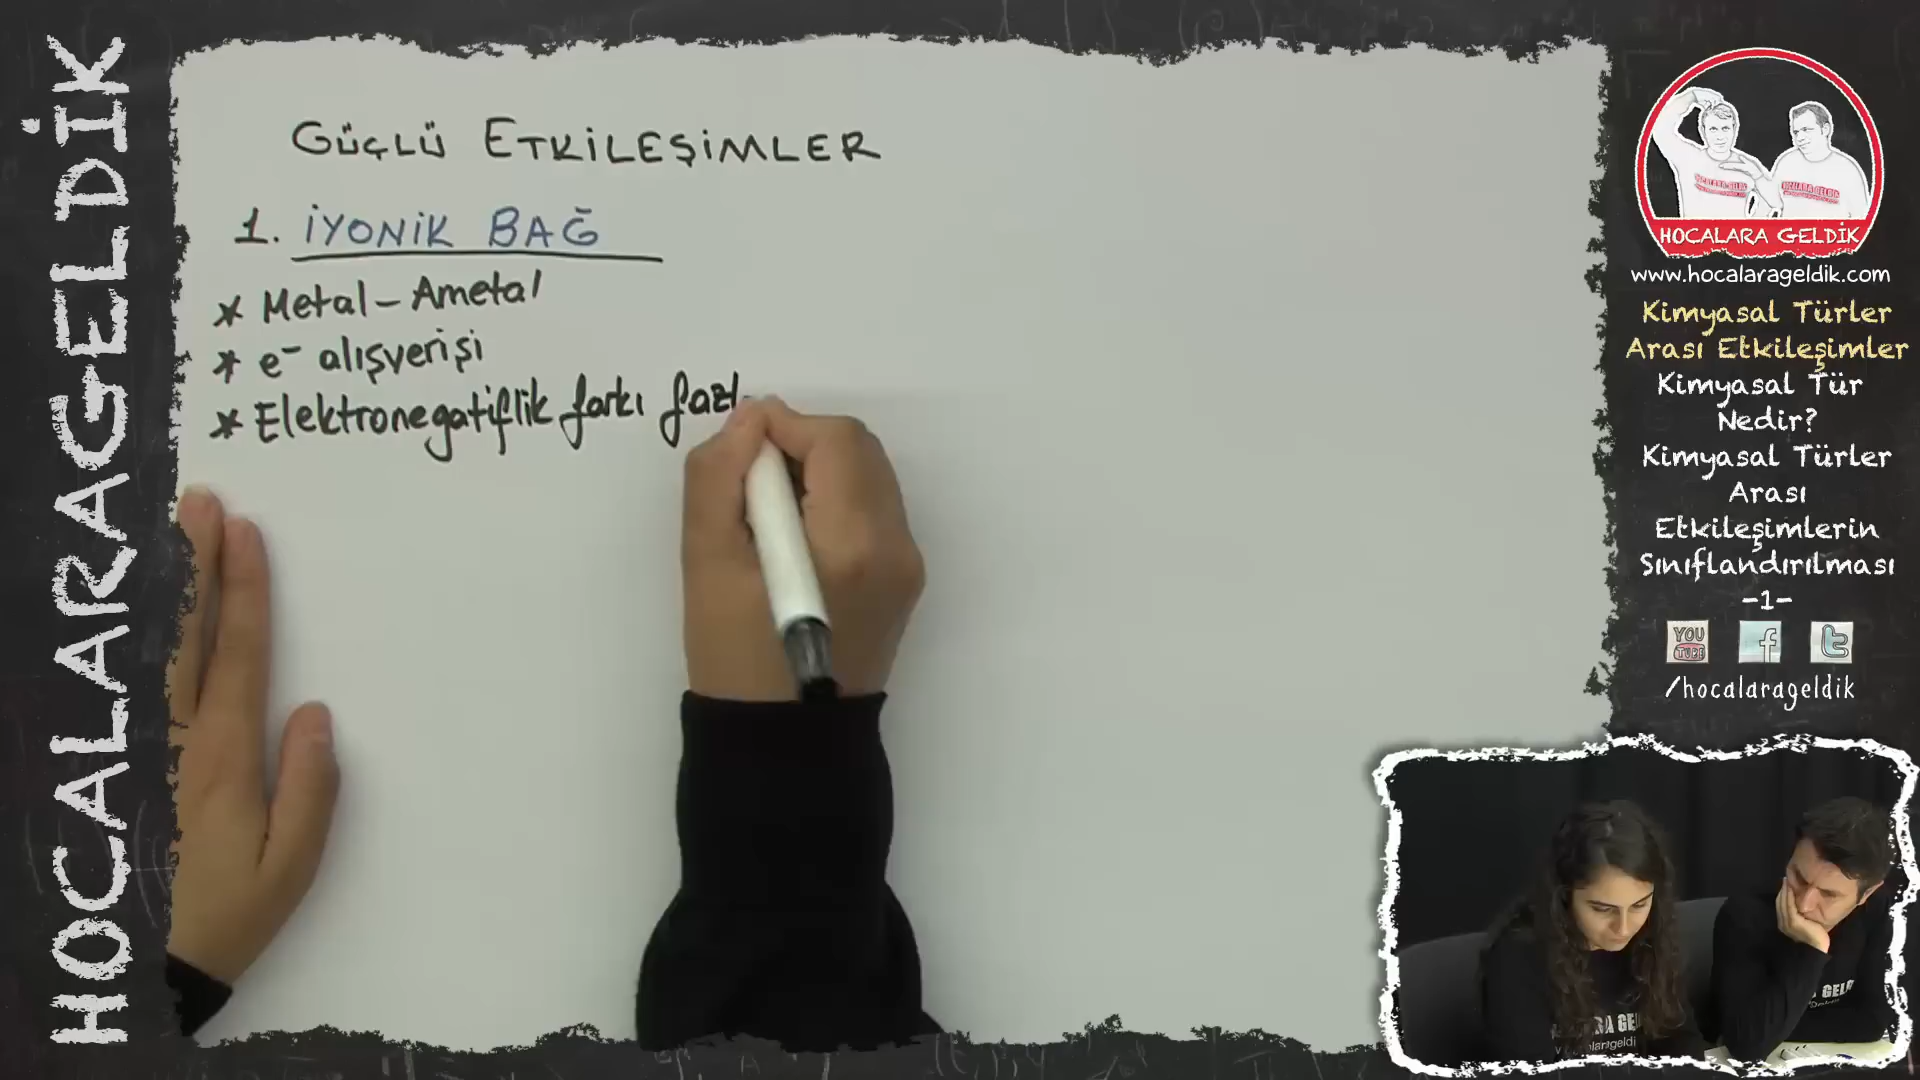 HOCALARAGELDİK
GÜÇLÜ ETKİLEŞİMLER
1. İYONİK BAĞ
* Metal - Ametal
* e⁻ alışverişi
* Elektronegatiflik farkı fazl
HOCALARA GELDİK
www.hocalarageldik.com
Kimyasal Türler
Arası Etkileşimler
Kimyasal Tür
Nedir?
Kimyasal Türler
Arası
Etkileşimlerin
Sınıflandırılması
-1-
YOU
TUBE
/hocalarageldik